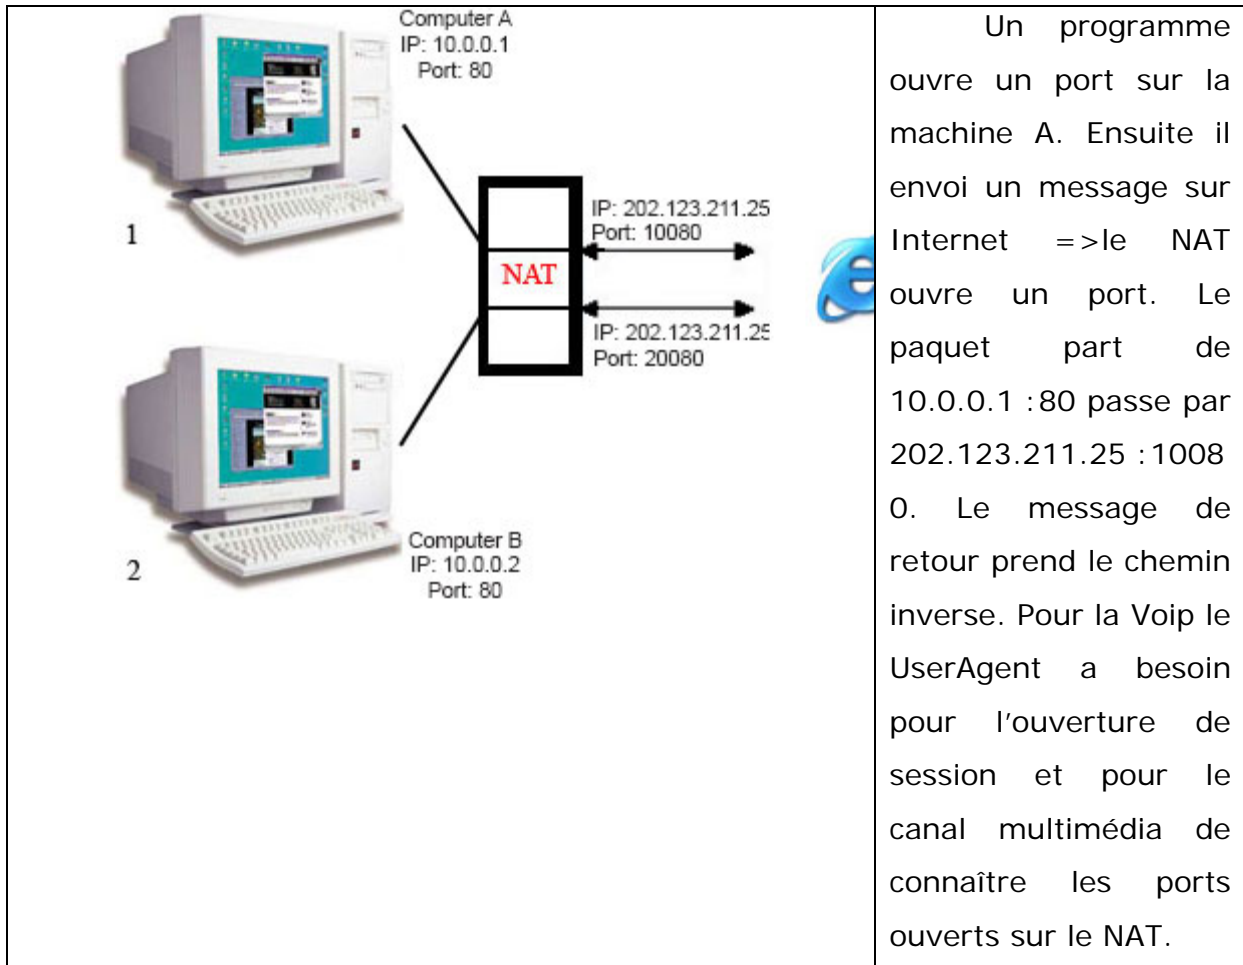 Computer A
IP: 10.0.0.1
Port: 80
1
IP: 202.123.211.25
Port: 10080
NAT
IP: 202.123.211.25
Port: 20080
Computer B
IP: 10.0.0.2
Port: 80
2
Un programme
ouvre un port sur la
machine A. Ensuite il
envoi un message sur
Internet =>le NAT
ouvre un port. Le
paquet part de
10.0.0.1 :80 passe par
202.123.211.25 :1008
0. Le message de
retour prend le chemin
inverse. Pour la Voip le
UserAgent a besoin
pour l’ouverture de
session et pour le
canal multimédia de
connaître les ports
ouverts sur le NAT.